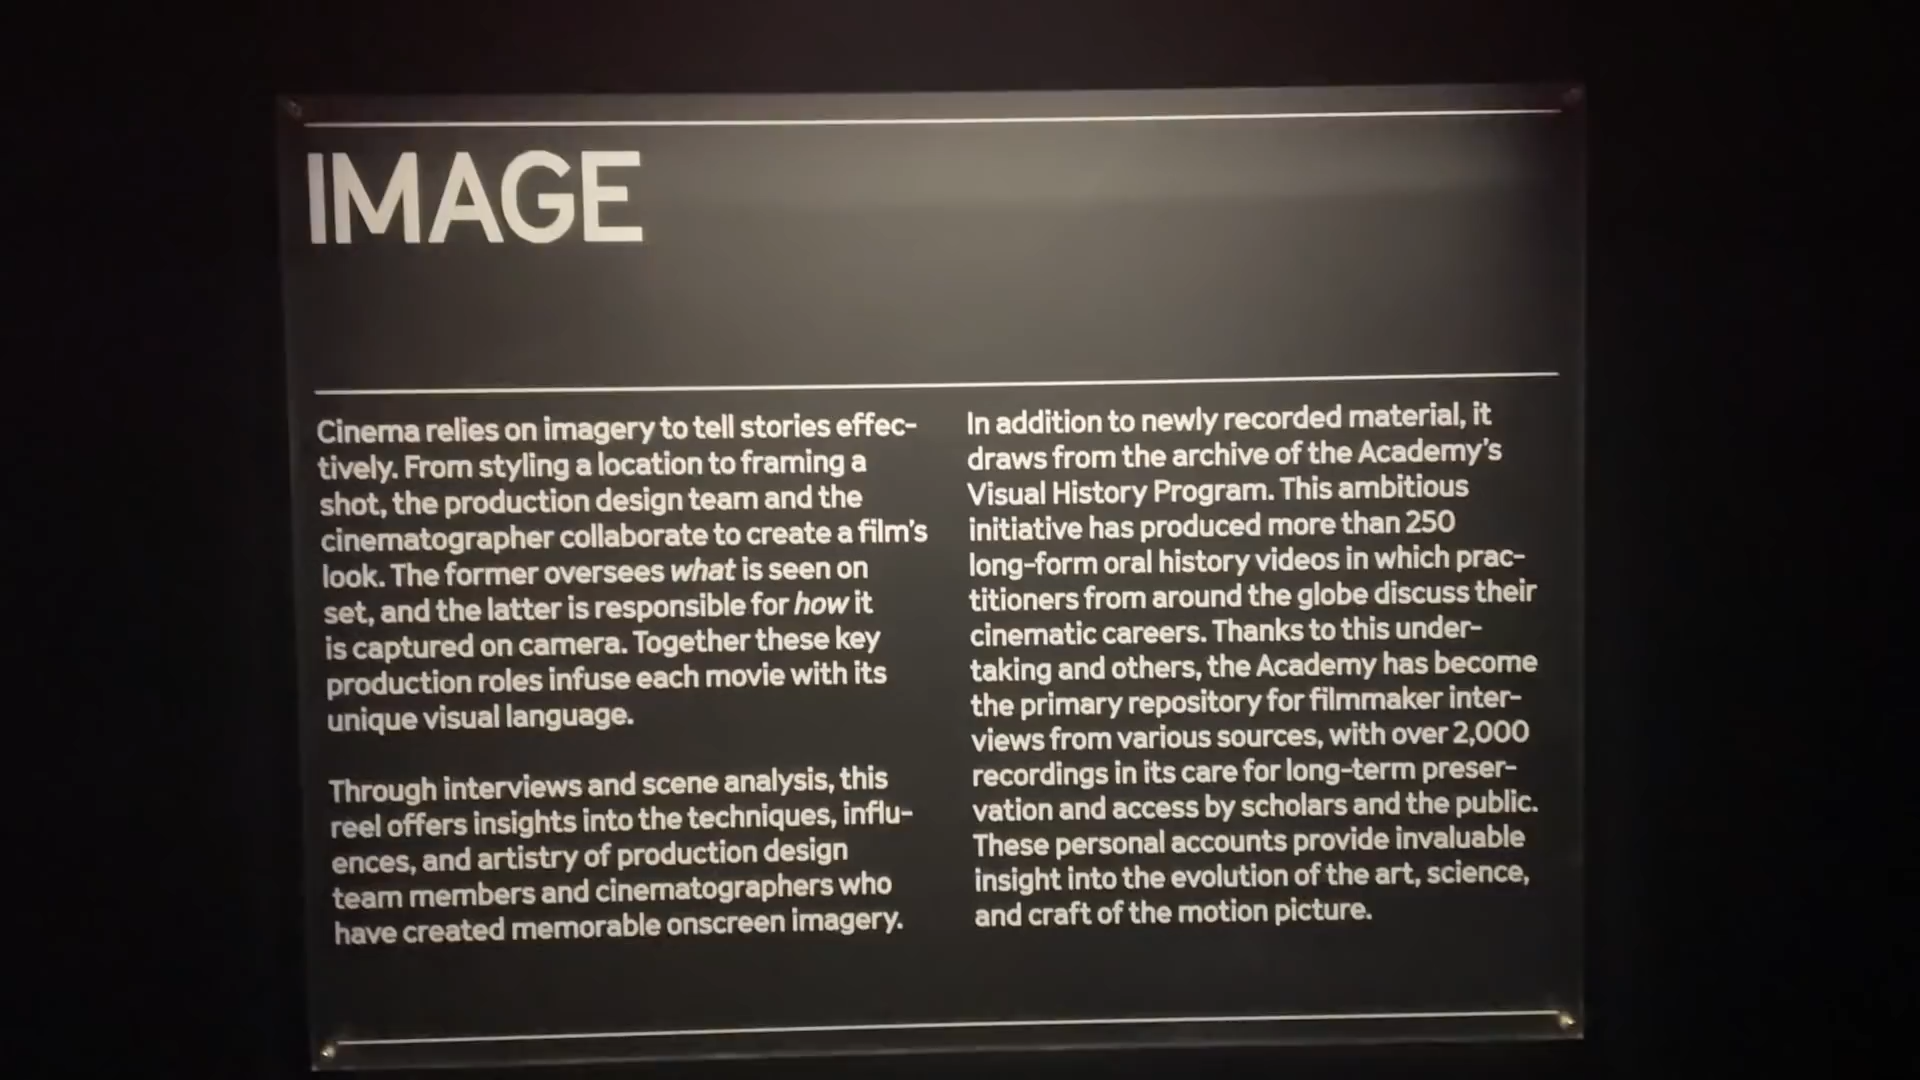 IMAGE
Cinema relies on imagery to tell stories effec-
tively. From styling a location to framing a
shot, the production design team and the
cinematographer collaborate to create a film's
look. The former oversees what is seen on
set, and the latter is responsible for how it
is captured on camera. Together these key
production roles infuse each movie with its
unique visual language.
Through interviews and scene analysis, this
reel offers insights into the techniques, influ-
ences, and artistry of production design
team members and cinematographers who
have created memorable onscreen imagery.
In addition to newly recorded material, it
draws from the archive of the Academy's
Visual History Program. This ambitious
initiative has produced more than 250
long-form oral history videos in which prac-
titioners from around the globe discuss their
cinematic careers. Thanks to this under-
taking and others, the Academy has become
the primary repository for filmmaker inter-
views from various sources, with over 2,000
recordings in its care for long-term preser-
vation and access by scholars and the public.
These personal accounts provide invaluable
insight into the evolution of the art, science,
and craft of the motion picture.